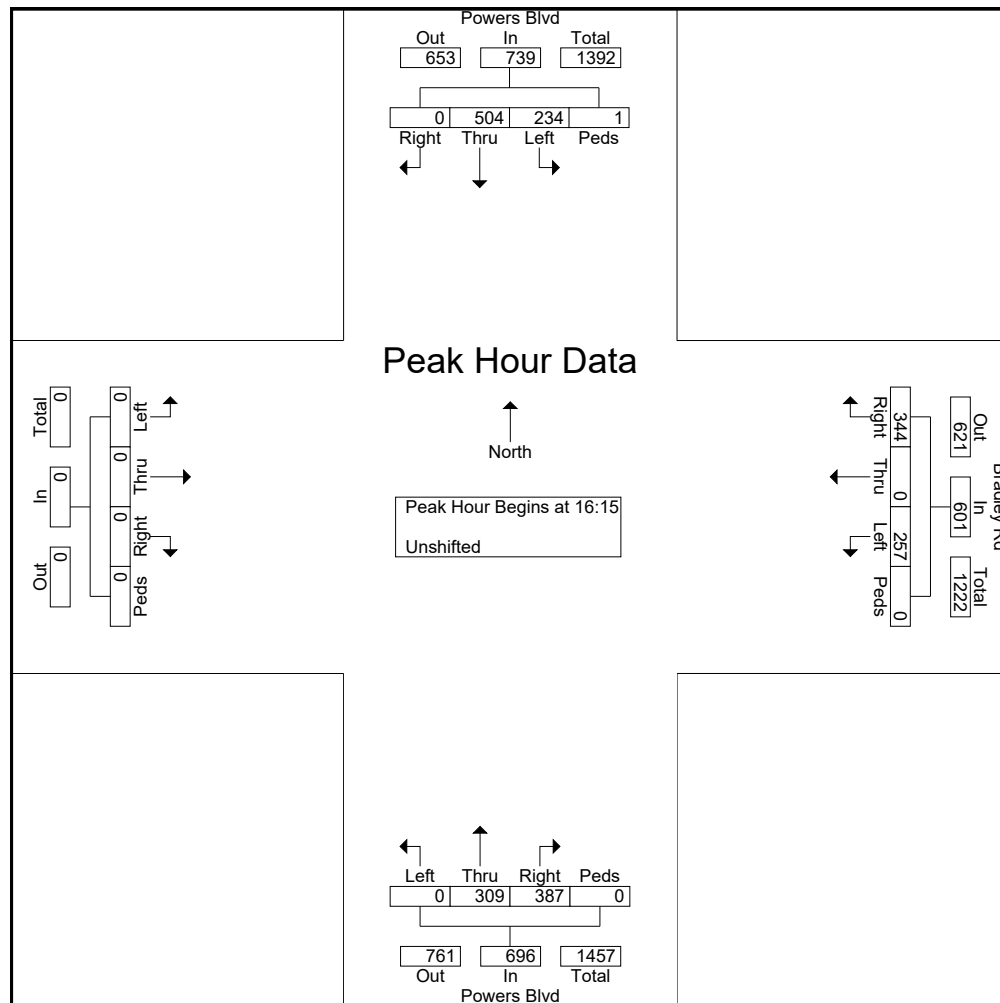 Powers Blvd
Out In Total
653 739 1392
0 504 234 1
Right Thru Left Peds
Peak Hour Data
North
Peak Hour Begins at 16:15
Unshifted
Total In Out
0 0 0
0 0 0 0
Left Thru Right Peds
Right Thru Left Peds
344 0 257 0
Out In Total
621 601 1222
Bradley Rd
Left Thru Right Peds
0 309 387 0
761 696 1457
Out In Total
Powers Blvd